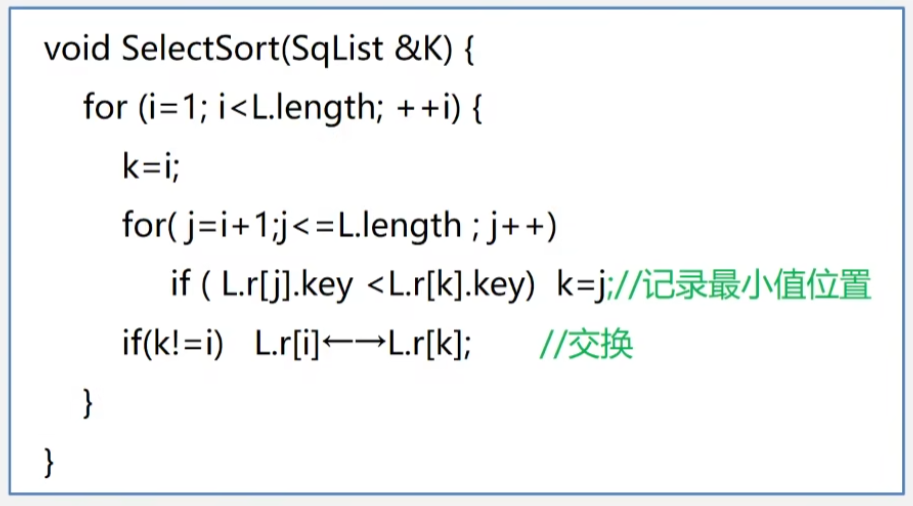 void SelectSort(SqList &K) {
for (i=1; i<L.length; ++i) {
k=i;
for( j=i+1;j<=L.length ; j++)
if ( L.r[j].key <L.r[k].key) k=j;//记录最小值位置
if(k!=i) L.r[i]←→L.r[k]; //交换
}
}